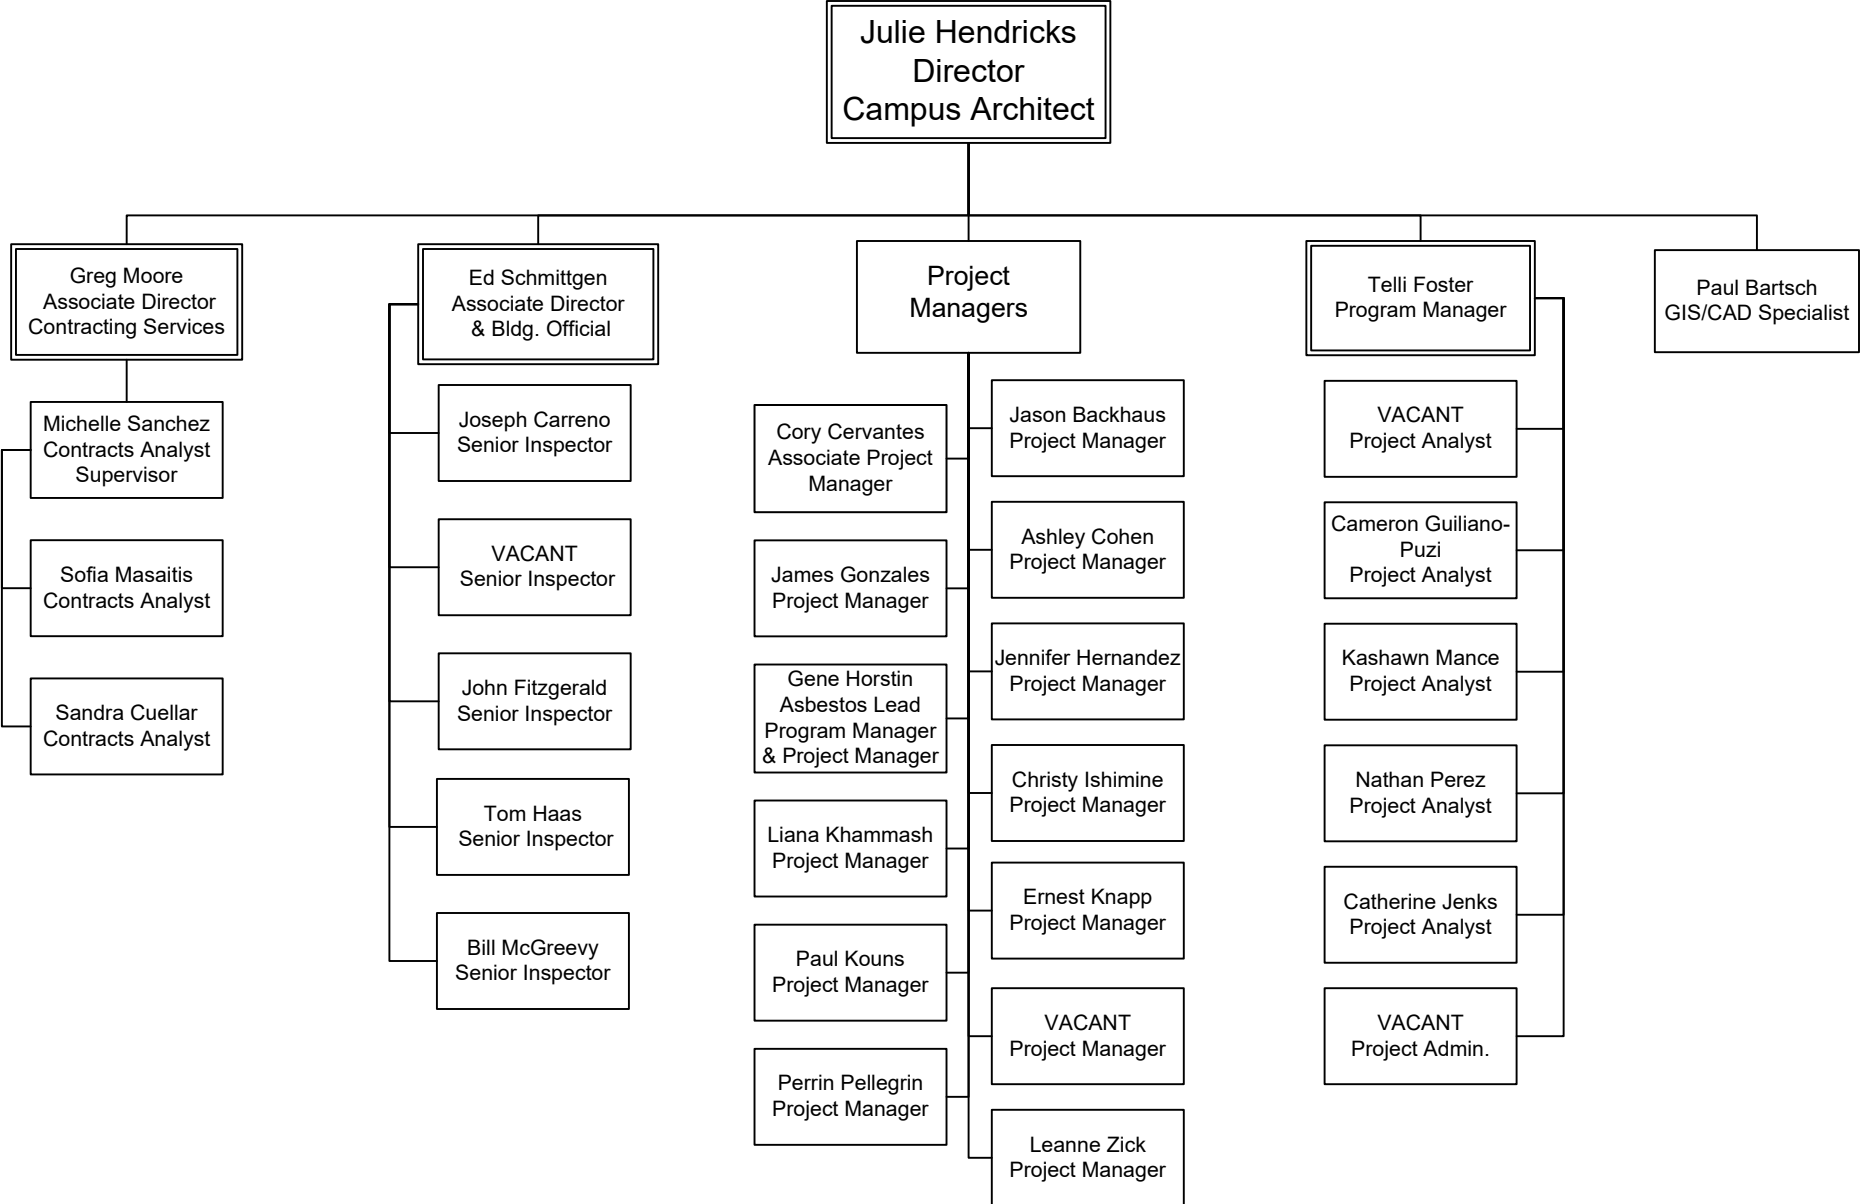 Julie Hendricks
Director
Campus Architect
Greg Moore
Associate Director
Contracting Services
Michelle Sanchez
Contracts Analyst
Supervisor
Sofia Masaitis
Contracts Analyst
Sandra Cuellar
Contracts Analyst
Ed Schmittgen
Associate Director
& Bldg. Official
Joseph Carreno
Senior Inspector
VACANT
Senior Inspector
John Fitzgerald
Senior Inspector
Tom Haas
Senior Inspector
Bill McGreevy
Senior Inspector
Project
Managers
Cory Cervantes
Associate Project
Manager
James Gonzales
Project Manager
Gene Horstin
Asbestos Lead
Program Manager
& Project Manager
Liana Khammash
Project Manager
Paul Kouns
Project Manager
Perrin Pellegrin
Project Manager
Jason Backhaus
Project Manager
Ashley Cohen
Project Manager
Jennifer Hernandez
Project Manager
Christy Ishimine
Project Manager
Ernest Knapp
Project Manager
VACANT
Project Manager
Leanne Zick
Project Manager
Telli Foster
Program Manager
VACANT
Project Analyst
Cameron Guiliano-
Puzi
Project Analyst
Kashawn Mance
Project Analyst
Nathan Perez
Project Analyst
Catherine Jenks
Project Analyst
VACANT
Project Admin.
Paul Bartsch
GIS/CAD Specialist